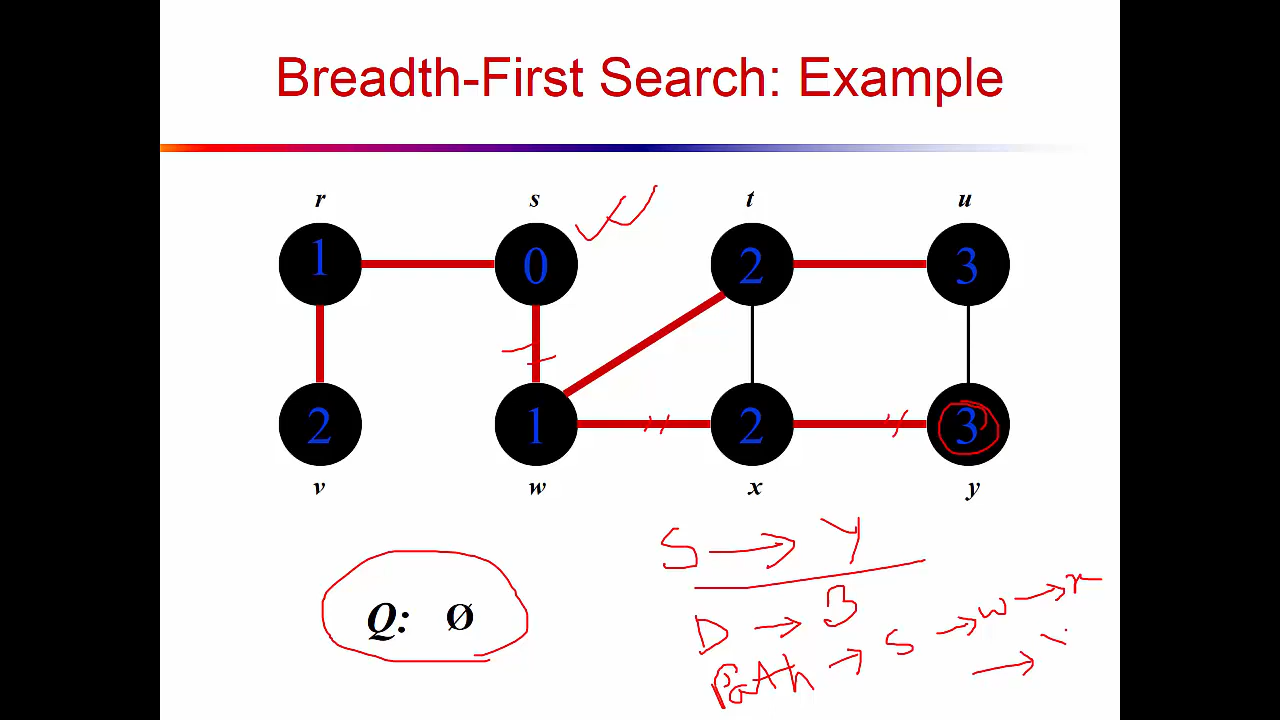 Breadth-First Search: Example
r s t u
1 0 2 3
2 1 2 3
v w x y
S → Y
D → 3
Q: Ø
Path → S → w → x
→